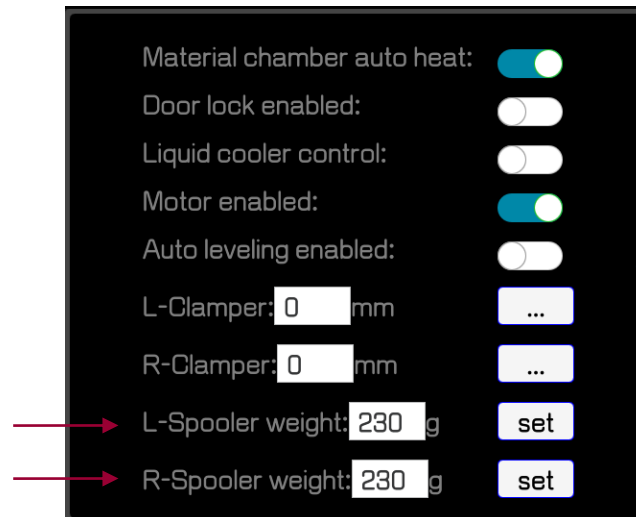 Material chamber auto heat:
Door lock enabled:
Liquid cooler control:
Motor enabled:
Auto leveling enabled:
L-Clamper: 0 mm ...
R-Clamper: 0 mm ...
L-Spooler weight: 230 g set
R-Spooler weight: 230 g set